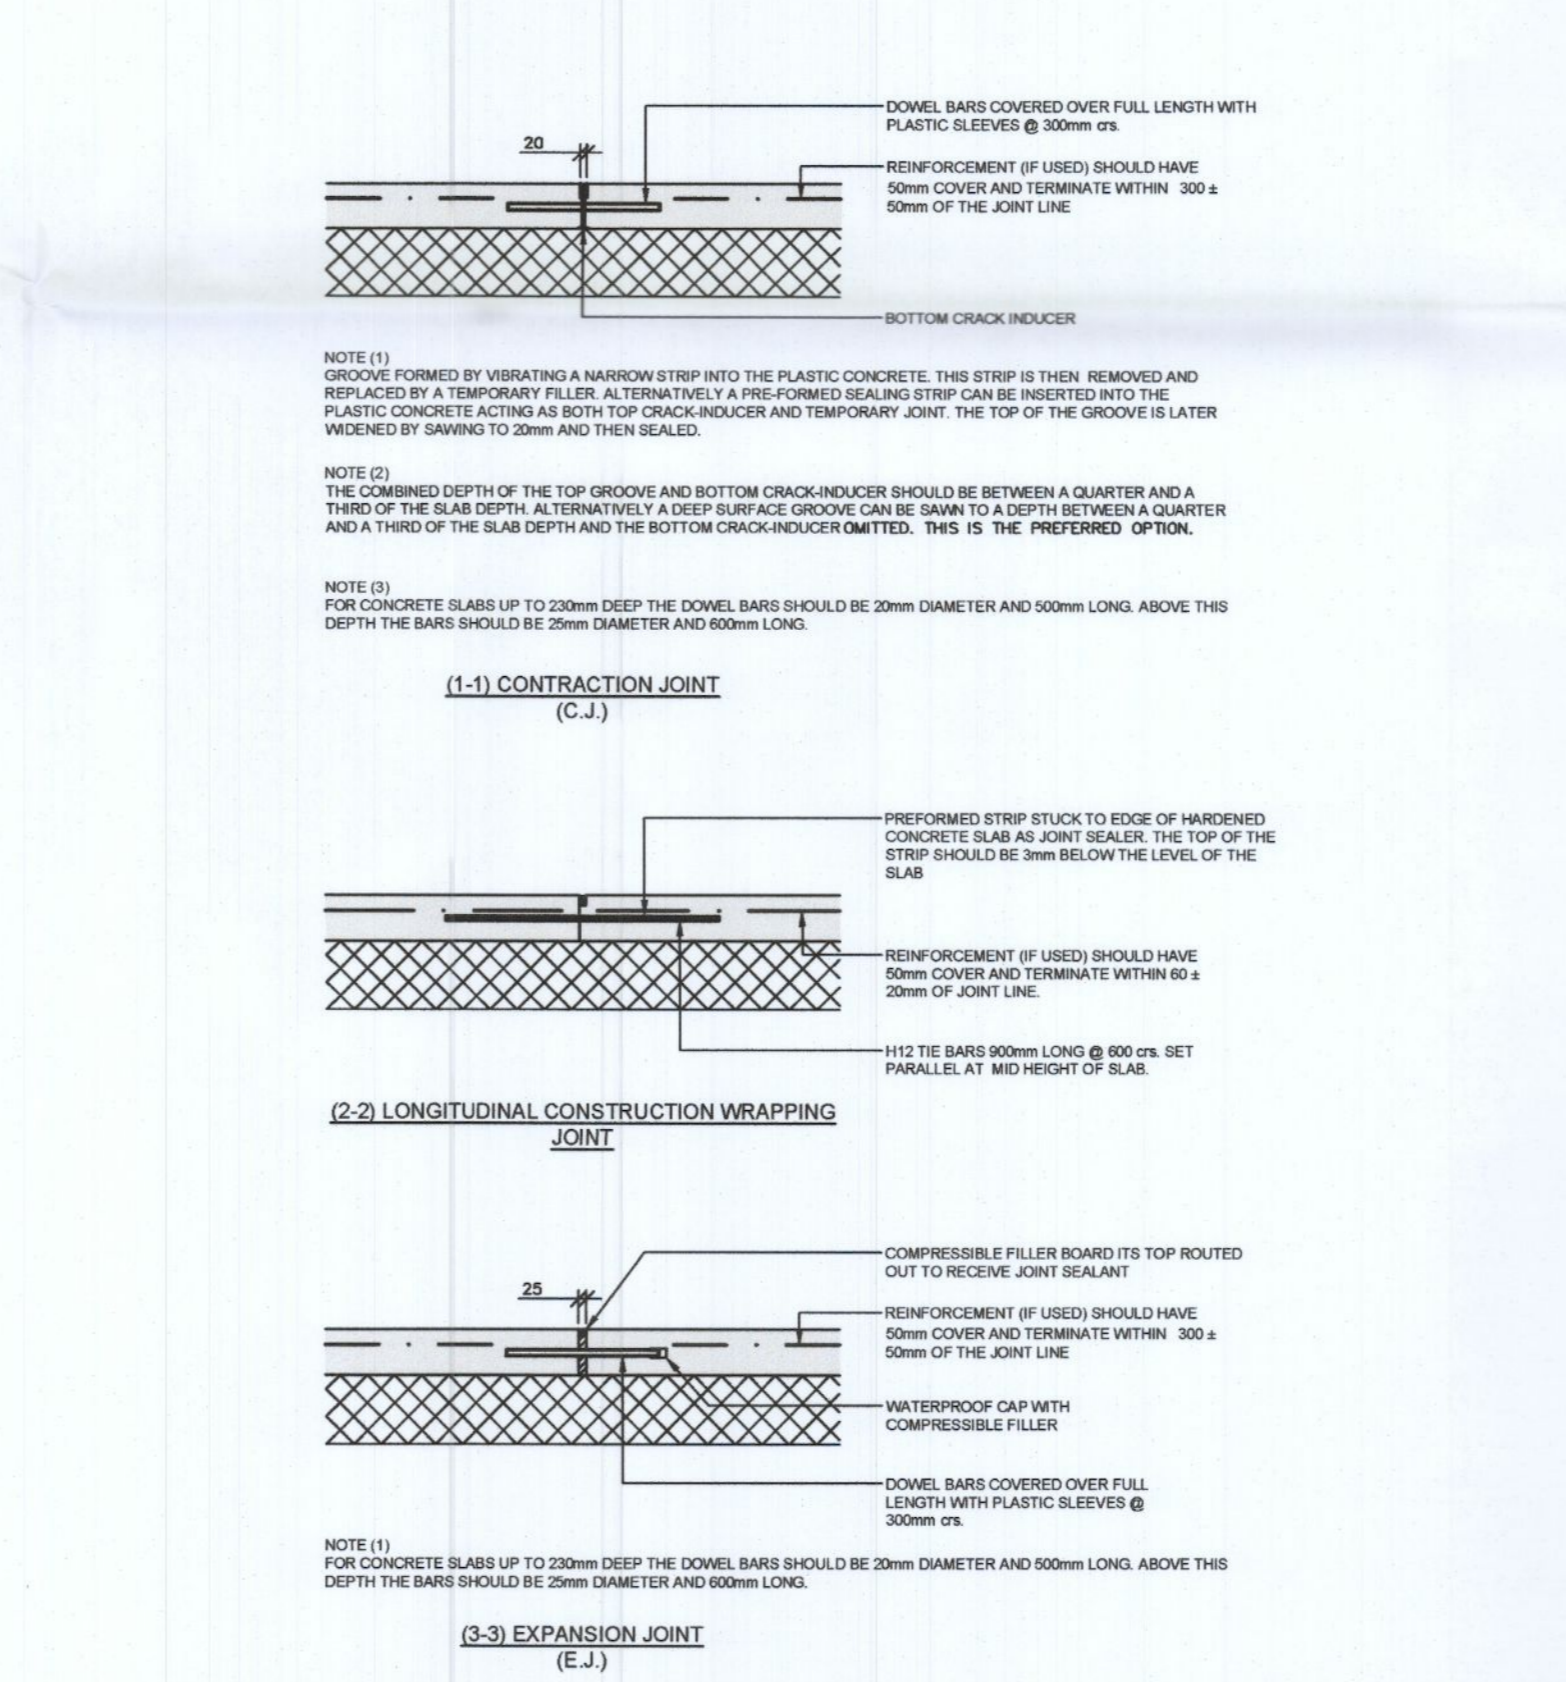 DOWEL BARS COVERED OVER FULL LENGTH WITH
PLASTIC SLEEVES @ 300mm crs.
20
REINFORCEMENT (IF USED) SHOULD HAVE
50mm COVER AND TERMINATE WITHIN 300 ±
50mm OF THE JOINT LINE
BOTTOM CRACK INDUCER
NOTE (1)
GROOVE FORMED BY VIBRATING A NARROW STRIP INTO THE PLASTIC CONCRETE. THIS STRIP IS THEN REMOVED AND
REPLACED BY A TEMPORARY FILLER. ALTERNATIVELY A PRE-FORMED SEALING STRIP CAN BE INSERTED INTO THE
PLASTIC CONCRETE ACTING AS BOTH TOP CRACK-INDUCER AND TEMPORARY JOINT. THE TOP OF THE GROOVE IS LATER
WIDENED BY SAWING TO 20mm AND THEN SEALED.
NOTE (2)
THE COMBINED DEPTH OF THE TOP GROOVE AND BOTTOM CRACK-INDUCER SHOULD BE BETWEEN A QUARTER AND A
THIRD OF THE SLAB DEPTH. ALTERNATIVELY A DEEP SURFACE GROOVE CAN BE SAWN TO A DEPTH BETWEEN A QUARTER
AND A THIRD OF THE SLAB DEPTH AND THE BOTTOM CRACK-INDUCER OMITTED. THIS IS THE PREFERRED OPTION.
NOTE (3)
FOR CONCRETE SLABS UP TO 230mm DEEP THE DOWEL BARS SHOULD BE 20mm DIAMETER AND 500mm LONG. ABOVE THIS
DEPTH THE BARS SHOULD BE 25mm DIAMETER AND 600mm LONG.
(1-1) CONTRACTION JOINT
(C.J.)
PREFORMED STRIP STUCK TO EDGE OF HARDENED
CONCRETE SLAB AS JOINT SEALER. THE TOP OF THE
STRIP SHOULD BE 3mm BELOW THE LEVEL OF THE
SLAB
REINFORCEMENT (IF USED) SHOULD HAVE
50mm COVER AND TERMINATE WITHIN 60 ±
20mm OF JOINT LINE.
H12 TIE BARS 900mm LONG @ 600 crs. SET
PARALLEL AT MID HEIGHT OF SLAB.
(2-2) LONGITUDINAL CONSTRUCTION WRAPPING
JOINT
COMPRESSIBLE FILLER BOARD ITS TOP ROUTED
OUT TO RECEIVE JOINT SEALANT
25
REINFORCEMENT (IF USED) SHOULD HAVE
50mm COVER AND TERMINATE WITHIN 300 ±
50mm OF THE JOINT LINE
WATERPROOF CAP WITH
COMPRESSIBLE FILLER
DOWEL BARS COVERED OVER FULL
LENGTH WITH PLASTIC SLEEVES @
300mm crs.
NOTE (1)
FOR CONCRETE SLABS UP TO 230mm DEEP THE DOWEL BARS SHOULD BE 20mm DIAMETER AND 500mm LONG. ABOVE THIS
DEPTH THE BARS SHOULD BE 25mm DIAMETER AND 600mm LONG.
(3-3) EXPANSION JOINT
(E.J.)